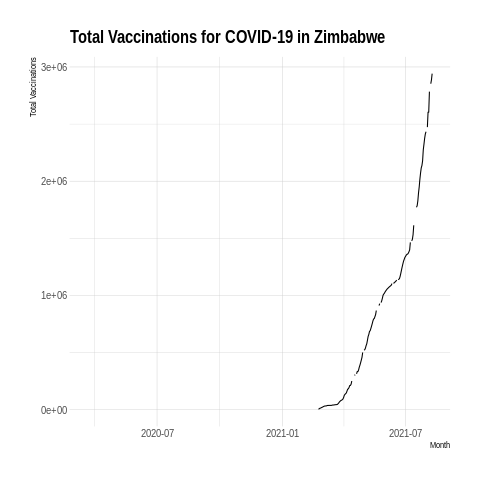 Total Vaccinations for COVID-19 in Zimbabwe
Total Vaccinations
3e+06
2e+06
1e+06
0e+00
2020-07
2021-01
2021-07
Month